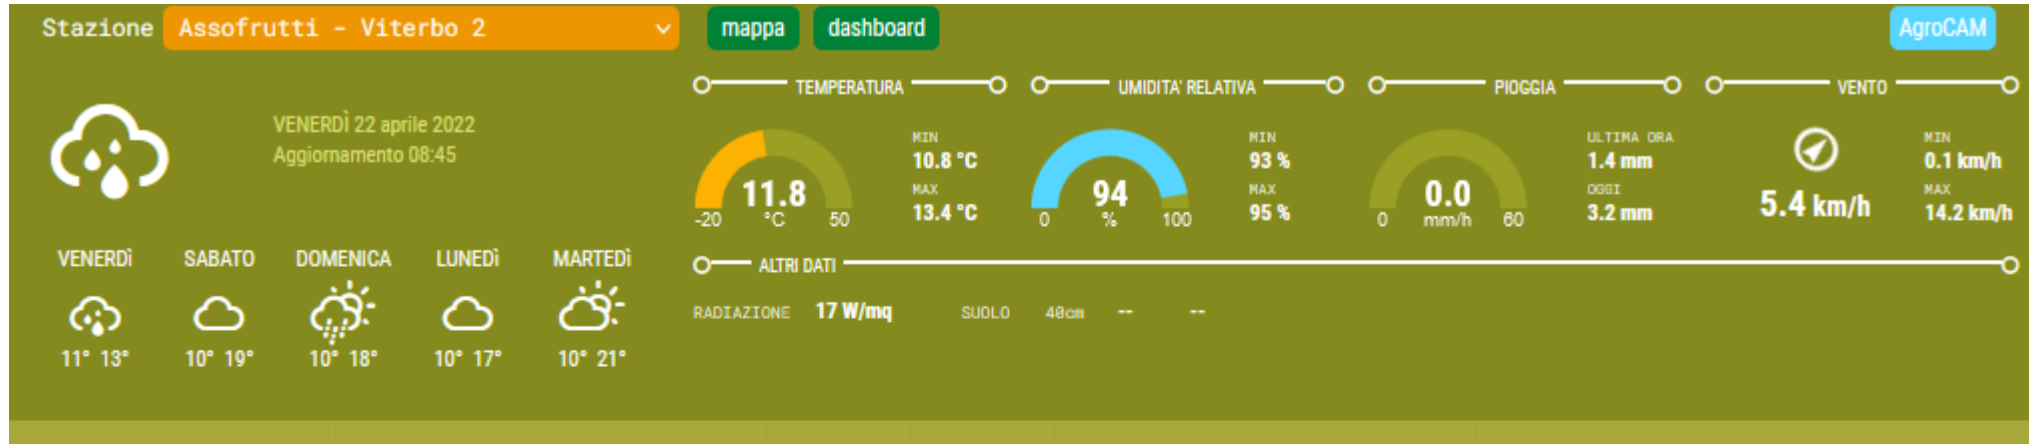 Stazione Assofrutti - Viterbo 2 mappa dashboard AgroCAM
VENERDÌ 22 aprile 2022
Aggiornamento 08:45
VENERDÌ SABATO DOMENICA LUNEDÌ MARTEDÌ
11° 13° 10° 19° 10° 18° 10° 17° 10° 21°
TEMPERATURA
11.8
°C
-20 50
MIN
10.8 °C
MAX
13.4 °C
UMIDITA' RELATIVA
94
%
0 100
MIN
93 %
MAX
95 %
PIOGGIA
0.0
mm/h
0 60
ULTIMA ORA
1.4 mm
OGGI
3.2 mm
VENTO
5.4 km/h
MIN
0.1 km/h
MAX
14.2 km/h
ALTRI DATI
RADIAZIONE 17 W/mq SUOLO 40cm -- --